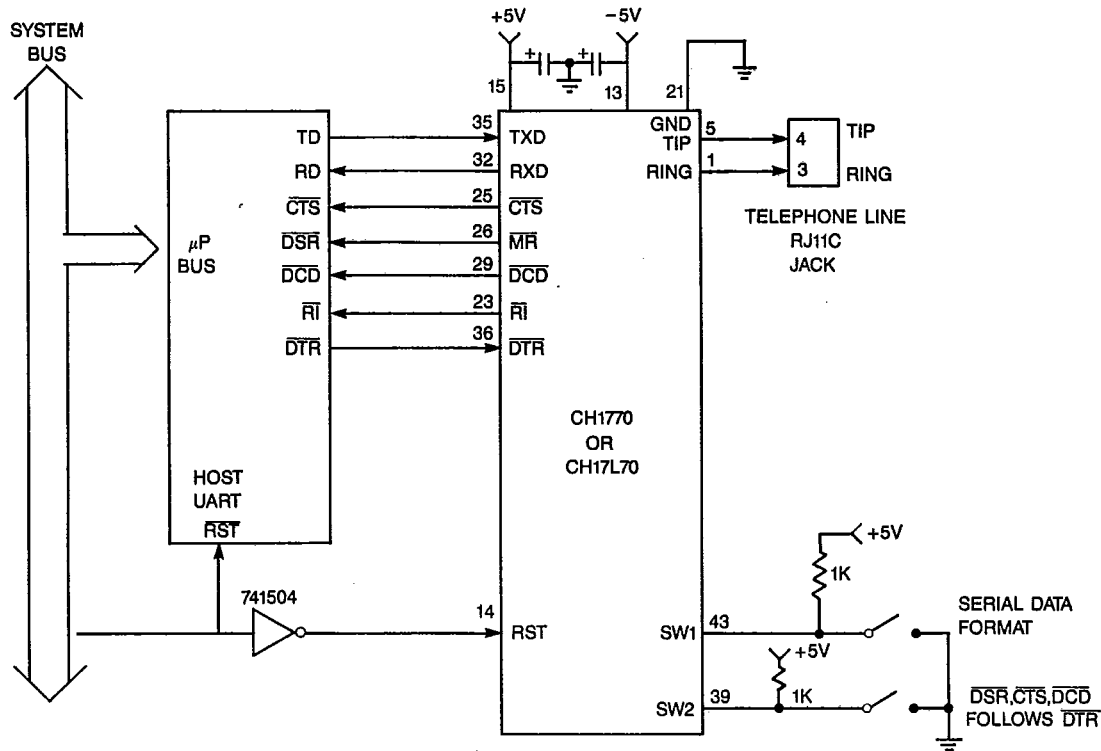 SYSTEM
BUS
+5V
-5V
+
+
15
13
21
GND
TD
35
TXD
TIP
5
4
TIP
RD
32
RXD
RING
1
3
RING
CTS
25
CTS
TELEPHONE LINE
RJ11C
JACK
µP
BUS
DSR
26
MR
DCD
29
DCD
RI
23
RI
DTR
36
DTR
CH1770
OR
CH17L70
HOST
UART
RST
741504
14
RST
+5V
1K
SW1
43
SERIAL DATA
FORMAT
+5V
1K
SW2
39
DSR,CTS,DCD
FOLLOWS DTR